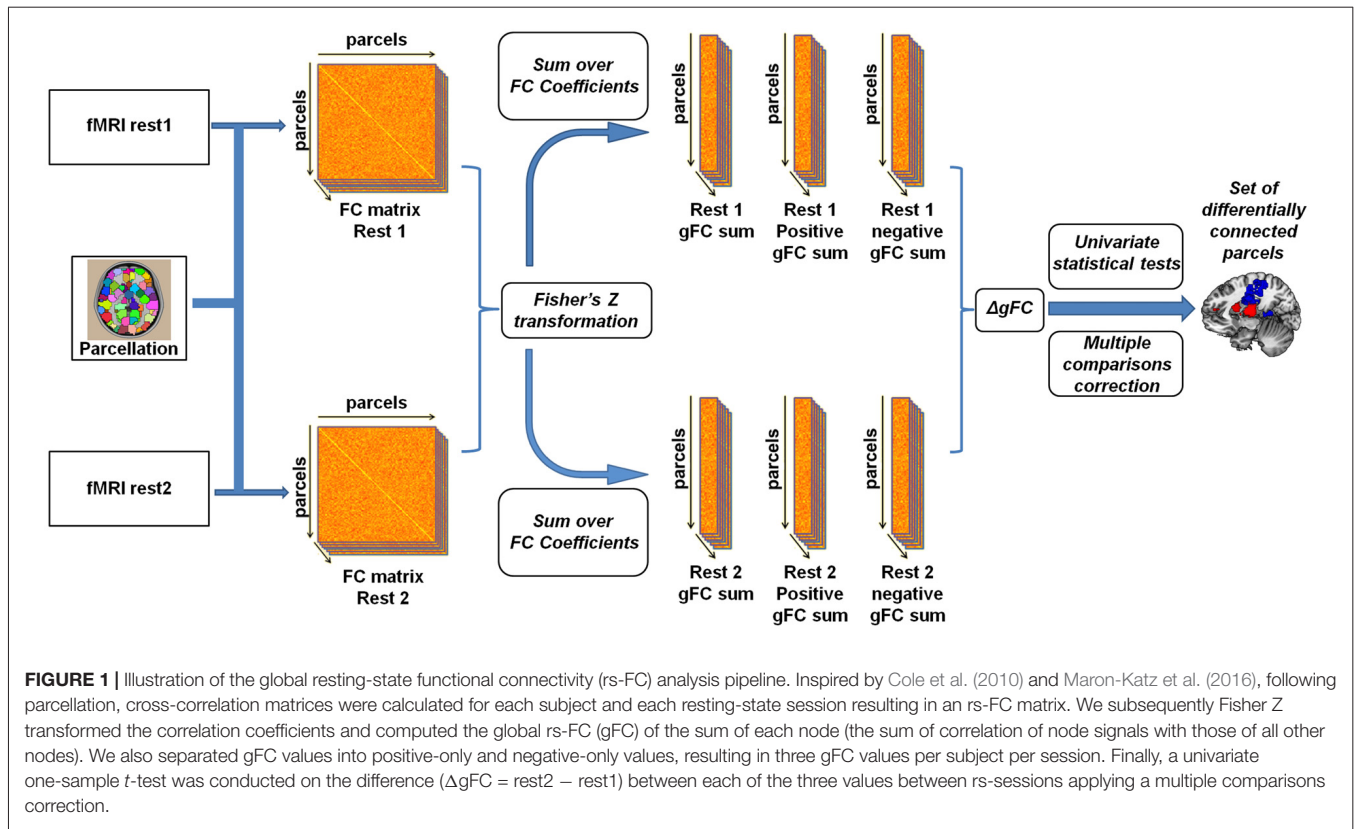 parcels
parcels
fMRI rest1
FC matrix
Rest 1
Parcellation
fMRI rest2
parcels
parcels
FC matrix
Rest 2
Sum over
FC Coefficients
Fisher's Z
transformation
Sum over
FC Coefficients
parcels
parcels
parcels
Rest 1
gFC sum
Rest 1
Positive
gFC sum
Rest 1
negative
gFC sum
parcels
parcels
parcels
Rest 2
gFC sum
Rest 2
Positive
gFC sum
Rest 2
negative
gFC sum
ΔgFC
Univariate
statistical tests
Multiple
comparisons
correction
Set of
differentially
connected
parcels
FIGURE 1 | Illustration of the global resting-state functional connectivity (rs-FC) analysis pipeline. Inspired by Cole et al. (2010) and Maron-Katz et al. (2016), following
parcellation, cross-correlation matrices were calculated for each subject and each resting-state session resulting in an rs-FC matrix. We subsequently Fisher Z
transformed the correlation coefficients and computed the global rs-FC (gFC) of the sum of each node (the sum of correlation of node signals with those of all other
nodes). We also separated gFC values into positive-only and negative-only values, resulting in three gFC values per subject per session. Finally, a univariate
one-sample t-test was conducted on the difference (ΔgFC = rest2 − rest1) between each of the three values between rs-sessions applying a multiple comparisons
correction.